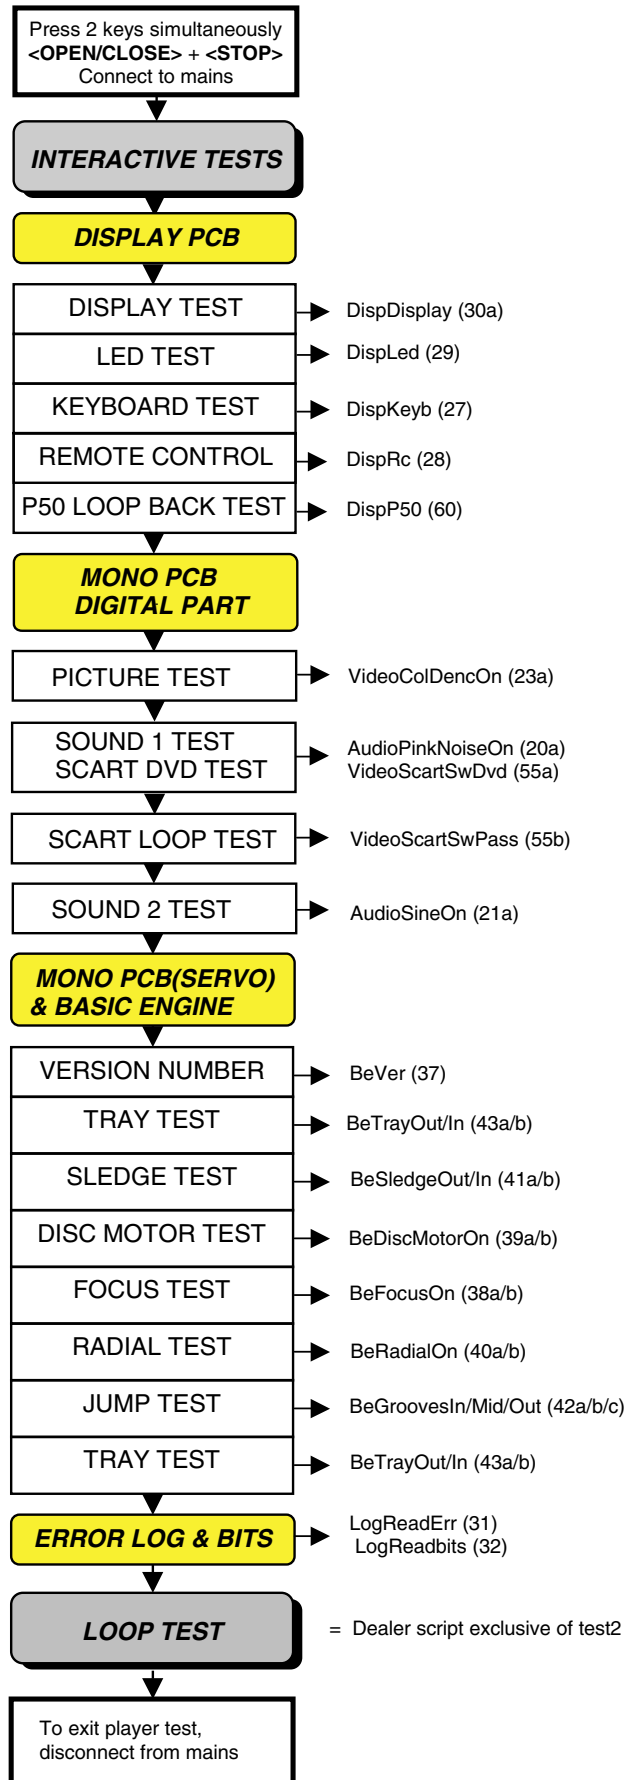 Press 2 keys simultaneously
<OPEN/CLOSE> + <STOP>
Connect to mains
INTERACTIVE TESTS
DISPLAY PCB
DISPLAY TEST
DispDisplay (30a)
LED TEST
DispLed (29)
KEYBOARD TEST
DispKeyb (27)
REMOTE CONTROL
DispRc (28)
P50 LOOP BACK TEST
DispP50 (60)
MONO PCB
DIGITAL PART
PICTURE TEST
VideoColDencOn (23a)
SOUND 1 TEST
SCART DVD TEST
AudioPinkNoiseOn (20a)
VideoScartSwDvd (55a)
SCART LOOP TEST
VideoScartSwPass (55b)
SOUND 2 TEST
AudioSineOn (21a)
MONO PCB(SERVO)
& BASIC ENGINE
VERSION NUMBER
BeVer (37)
TRAY TEST
BeTrayOut/In (43a/b)
SLEDGE TEST
BeSledgeOut/In (41a/b)
DISC MOTOR TEST
BeDiscMotorOn (39a/b)
FOCUS TEST
BeFocusOn (38a/b)
RADIAL TEST
BeRadialOn (40a/b)
JUMP TEST
BeGroovesIn/Mid/Out (42a/b/c)
TRAY TEST
BeTrayOut/In (43a/b)
ERROR LOG & BITS
LogReadErr (31)
LogReadbits (32)
LOOP TEST
= Dealer script exclusive of test2
To exit player test,
disconnect from mains